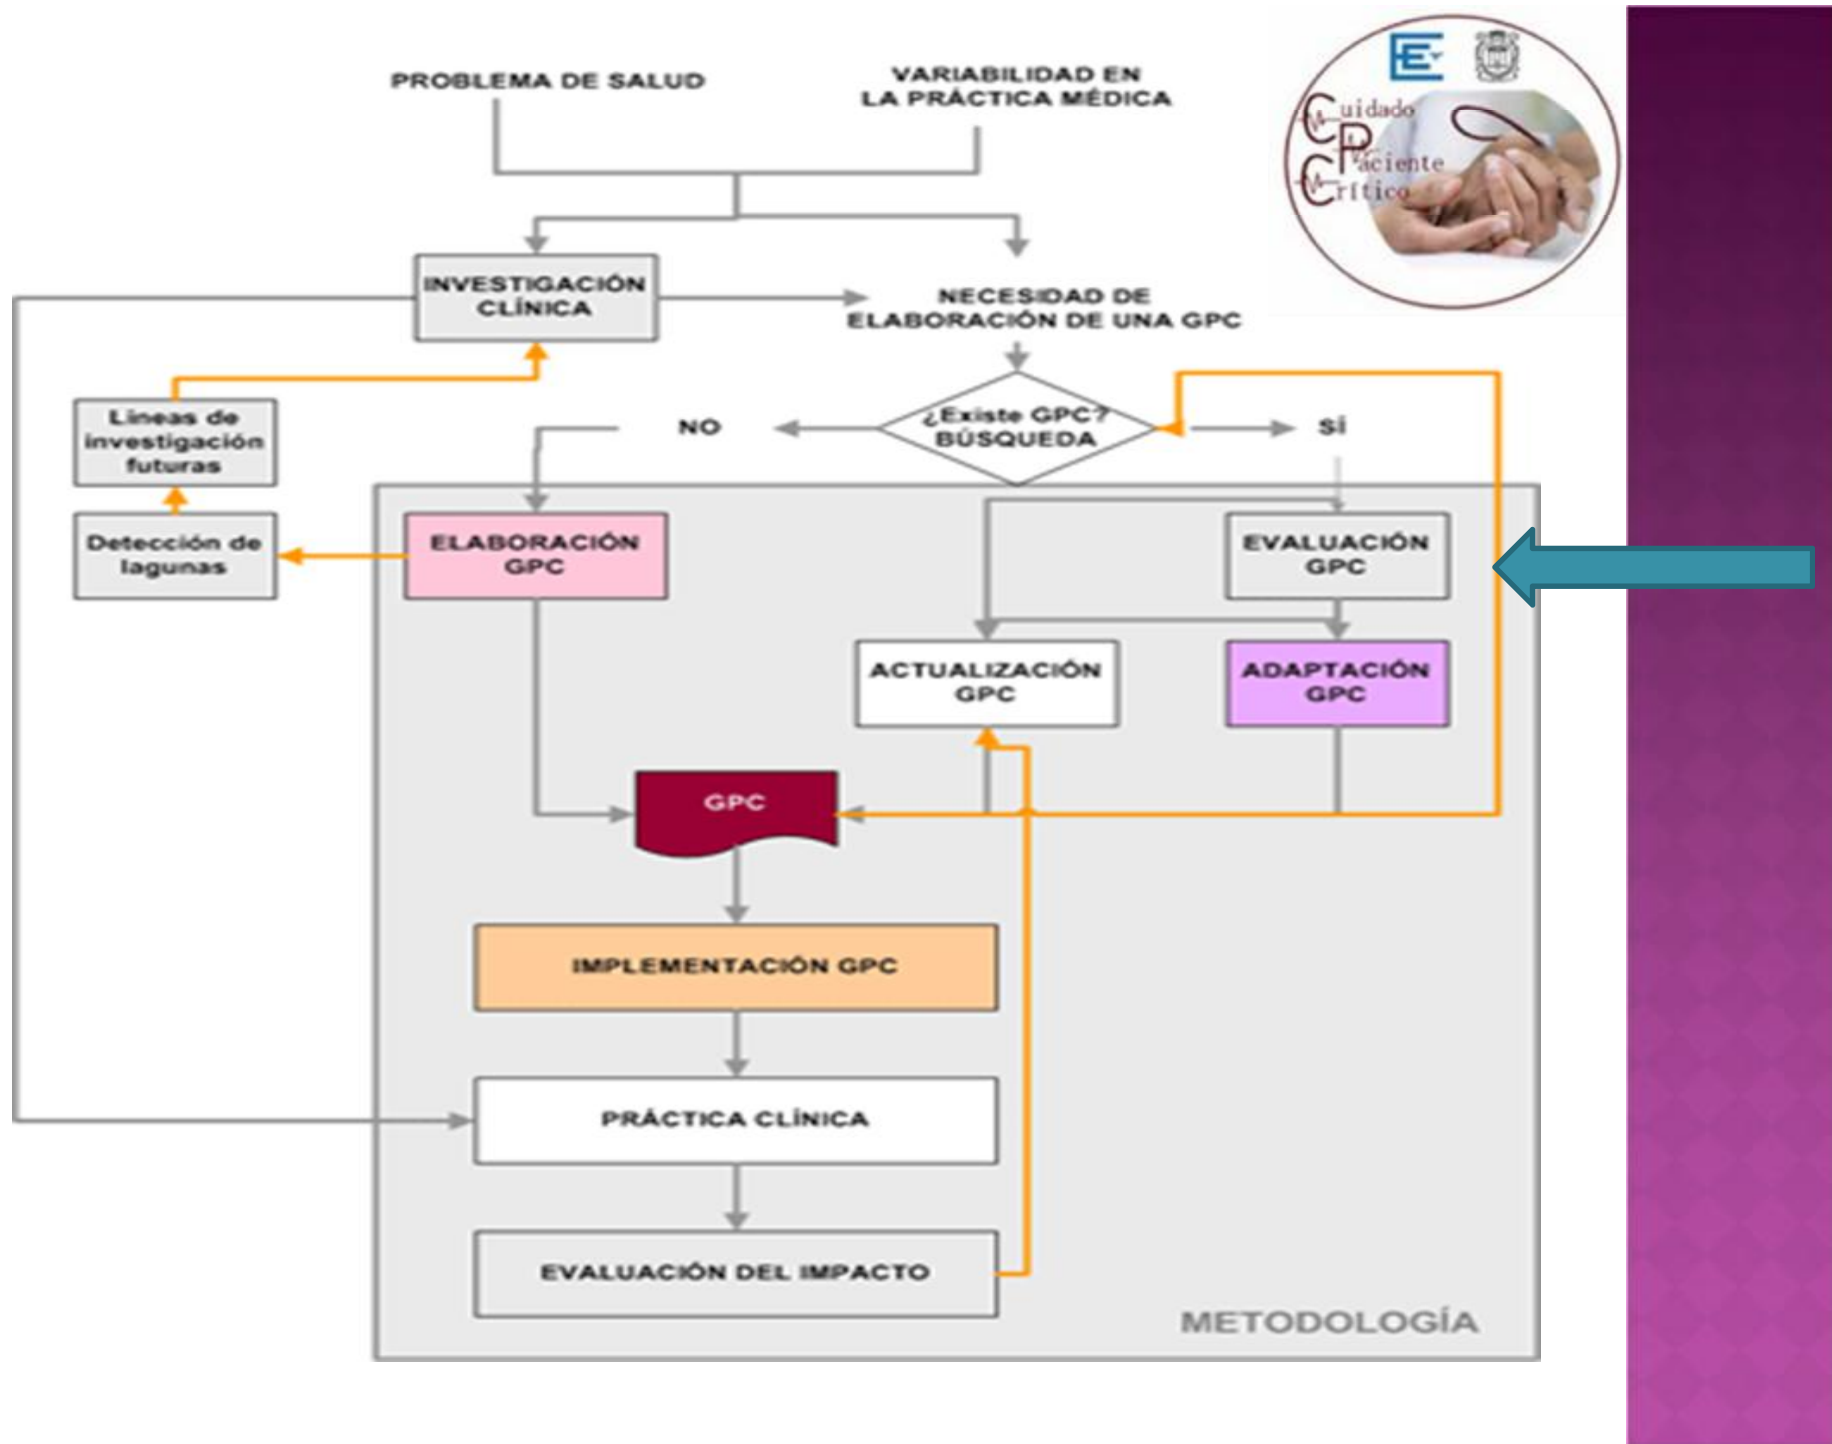 PROBLEMA DE SALUD
VARIABILIDAD EN
LA PRÁCTICA MÉDICA
Cuidado
Paciente
Crítico
INVESTIGACIÓN
CLÍNICA
NECESIDAD DE
ELABORACIÓN DE UNA GPC
Líneas de
investigación
futuras
NO
¿Existe GPC?
BÚSQUEDA
SÍ
Detección de
lagunas
ELABORACIÓN
GPC
EVALUACIÓN
GPC
ACTUALIZACIÓN
GPC
ADAPTACIÓN
GPC
GPC
IMPLEMENTACIÓN GPC
PRÁCTICA CLÍNICA
EVALUACIÓN DEL IMPACTO
METODOLOGÍA